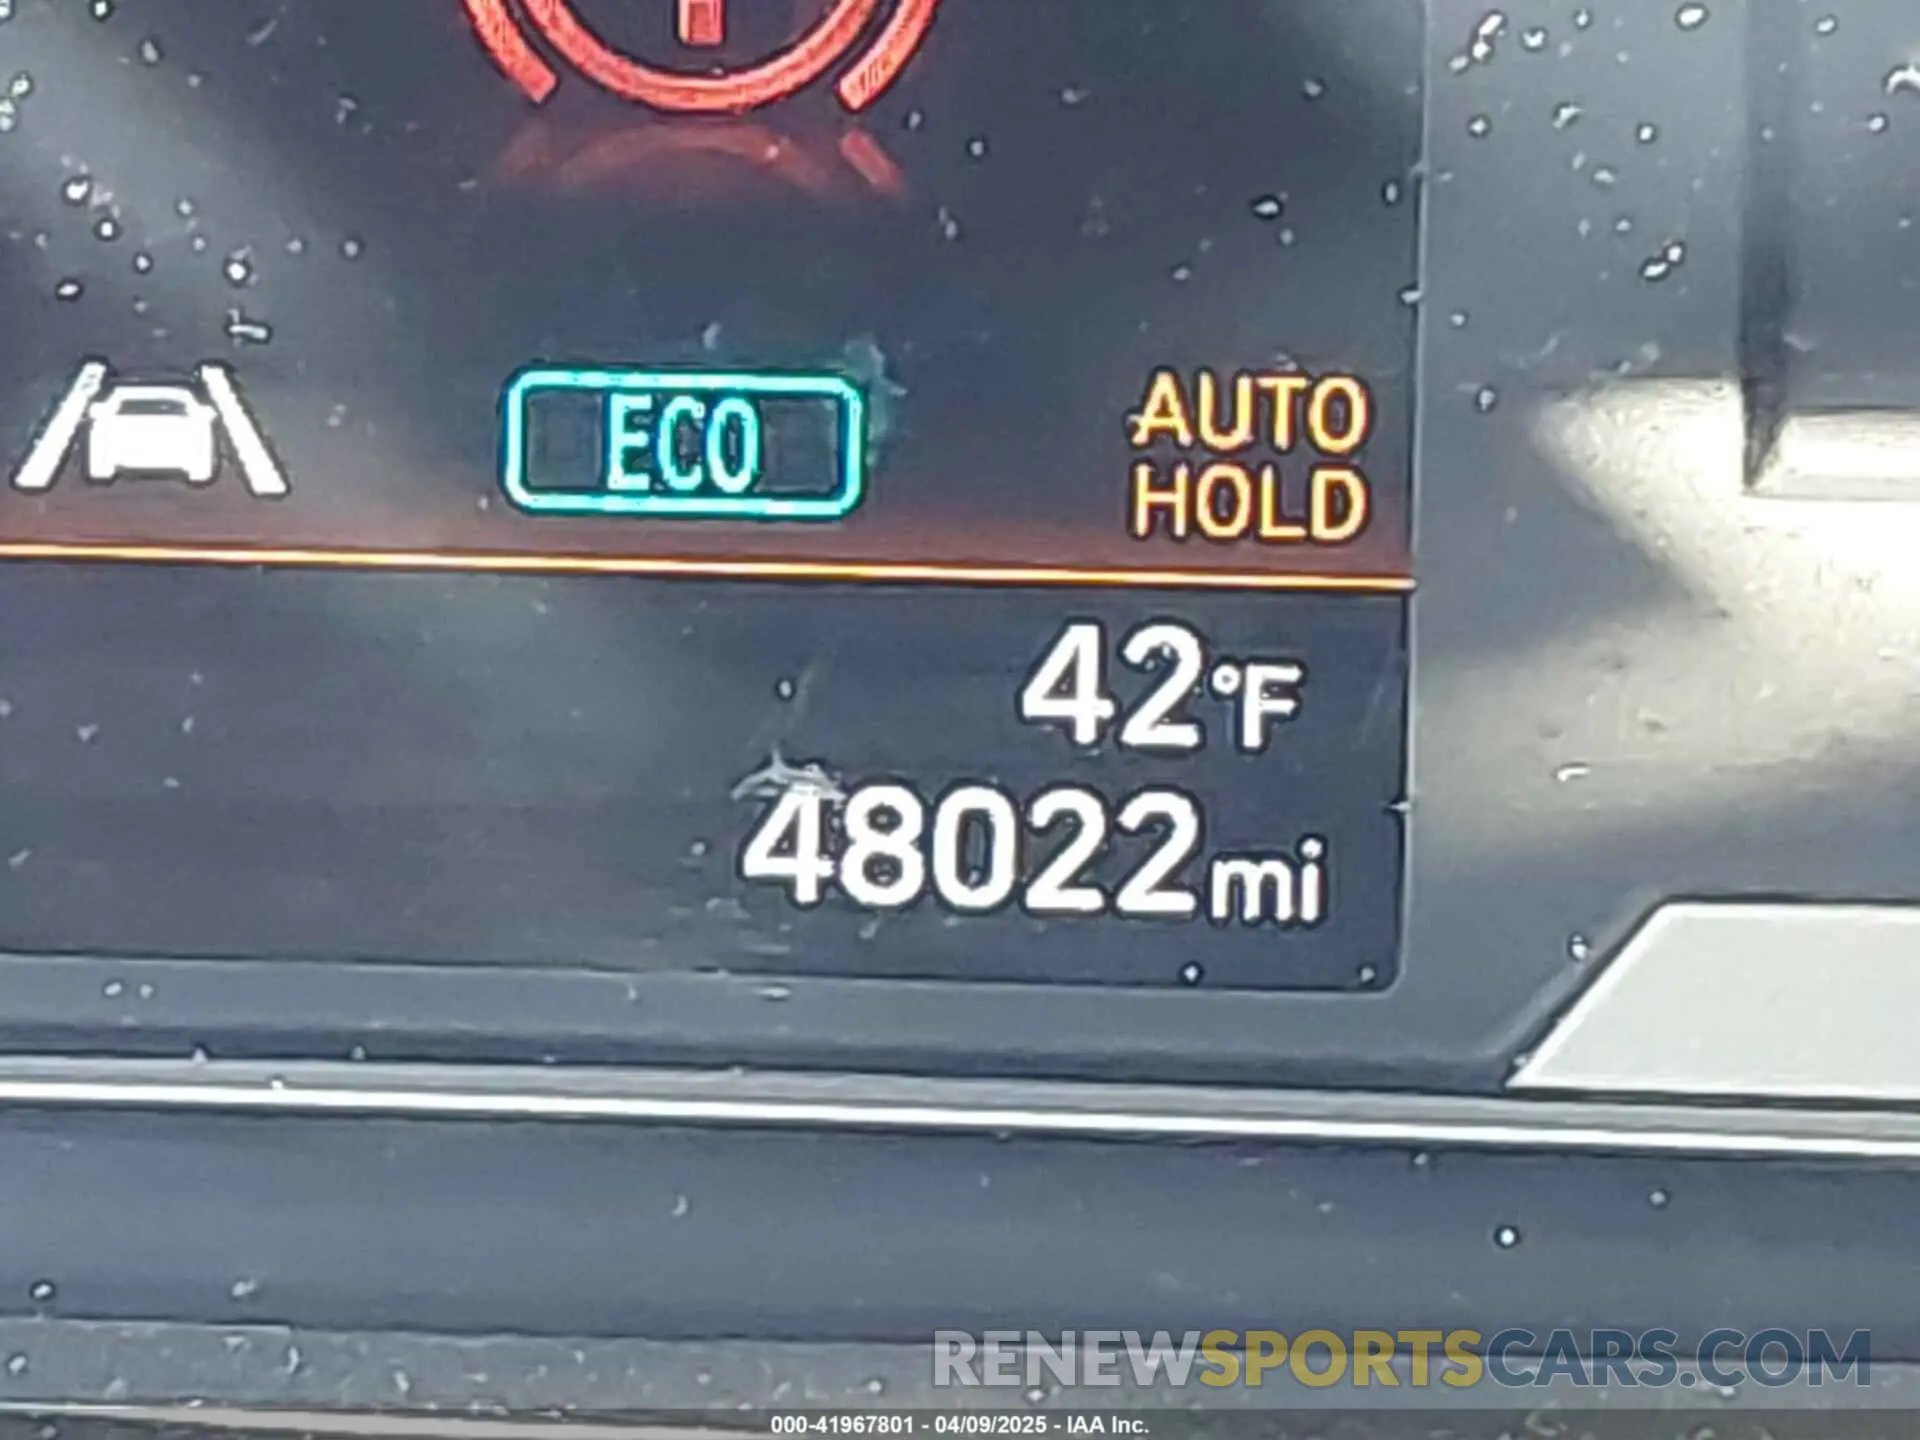 ECO
AUTO
HOLD
42°F
48022mi
RENEWSPORTSCARS.COM
000-41967801 - 04/09/2025 - IAA Inc.